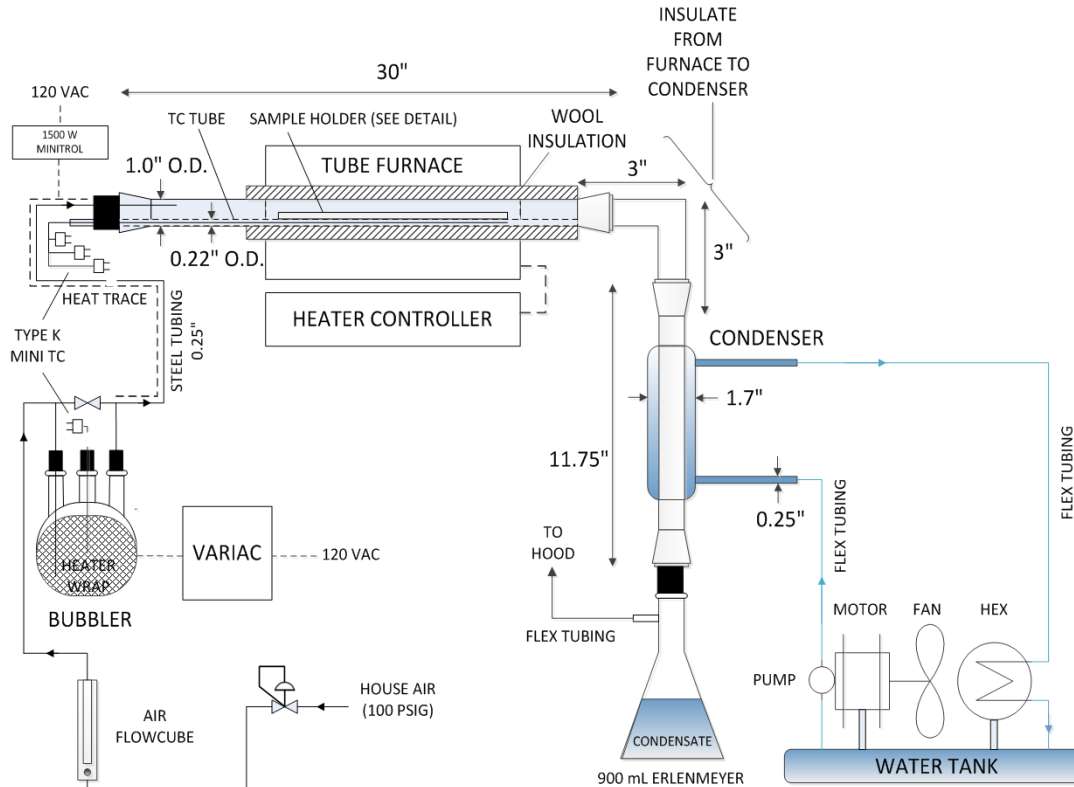 INSULATE
FROM
FURNACE TO
CONDENSER
30"
120 VAC
TC TUBE
SAMPLE HOLDER (SEE DETAIL)
WOOL
INSULATION
1500 W
MINITROL
TUBE FURNACE
1.0" O.D.
3"
3"
0.22" O.D.
HEAT TRACE
HEATER CONTROLLER
TYPE K
MINI TC
STEEL TUBING
0.25"
CONDENSER
1.7"
11.75"
0.25"
FLEX TUBING
FLEX TUBING
TO
HOOD
VARIAC
120 VAC
HEATER
WRAP
BUBBLER
FLEX TUBING
MOTOR
FAN
HEX
PUMP
HOUSE AIR
(100 PSIG)
AIR
FLOWCUBE
CONDENSATE
900 mL ERLENMEYER
WATER TANK